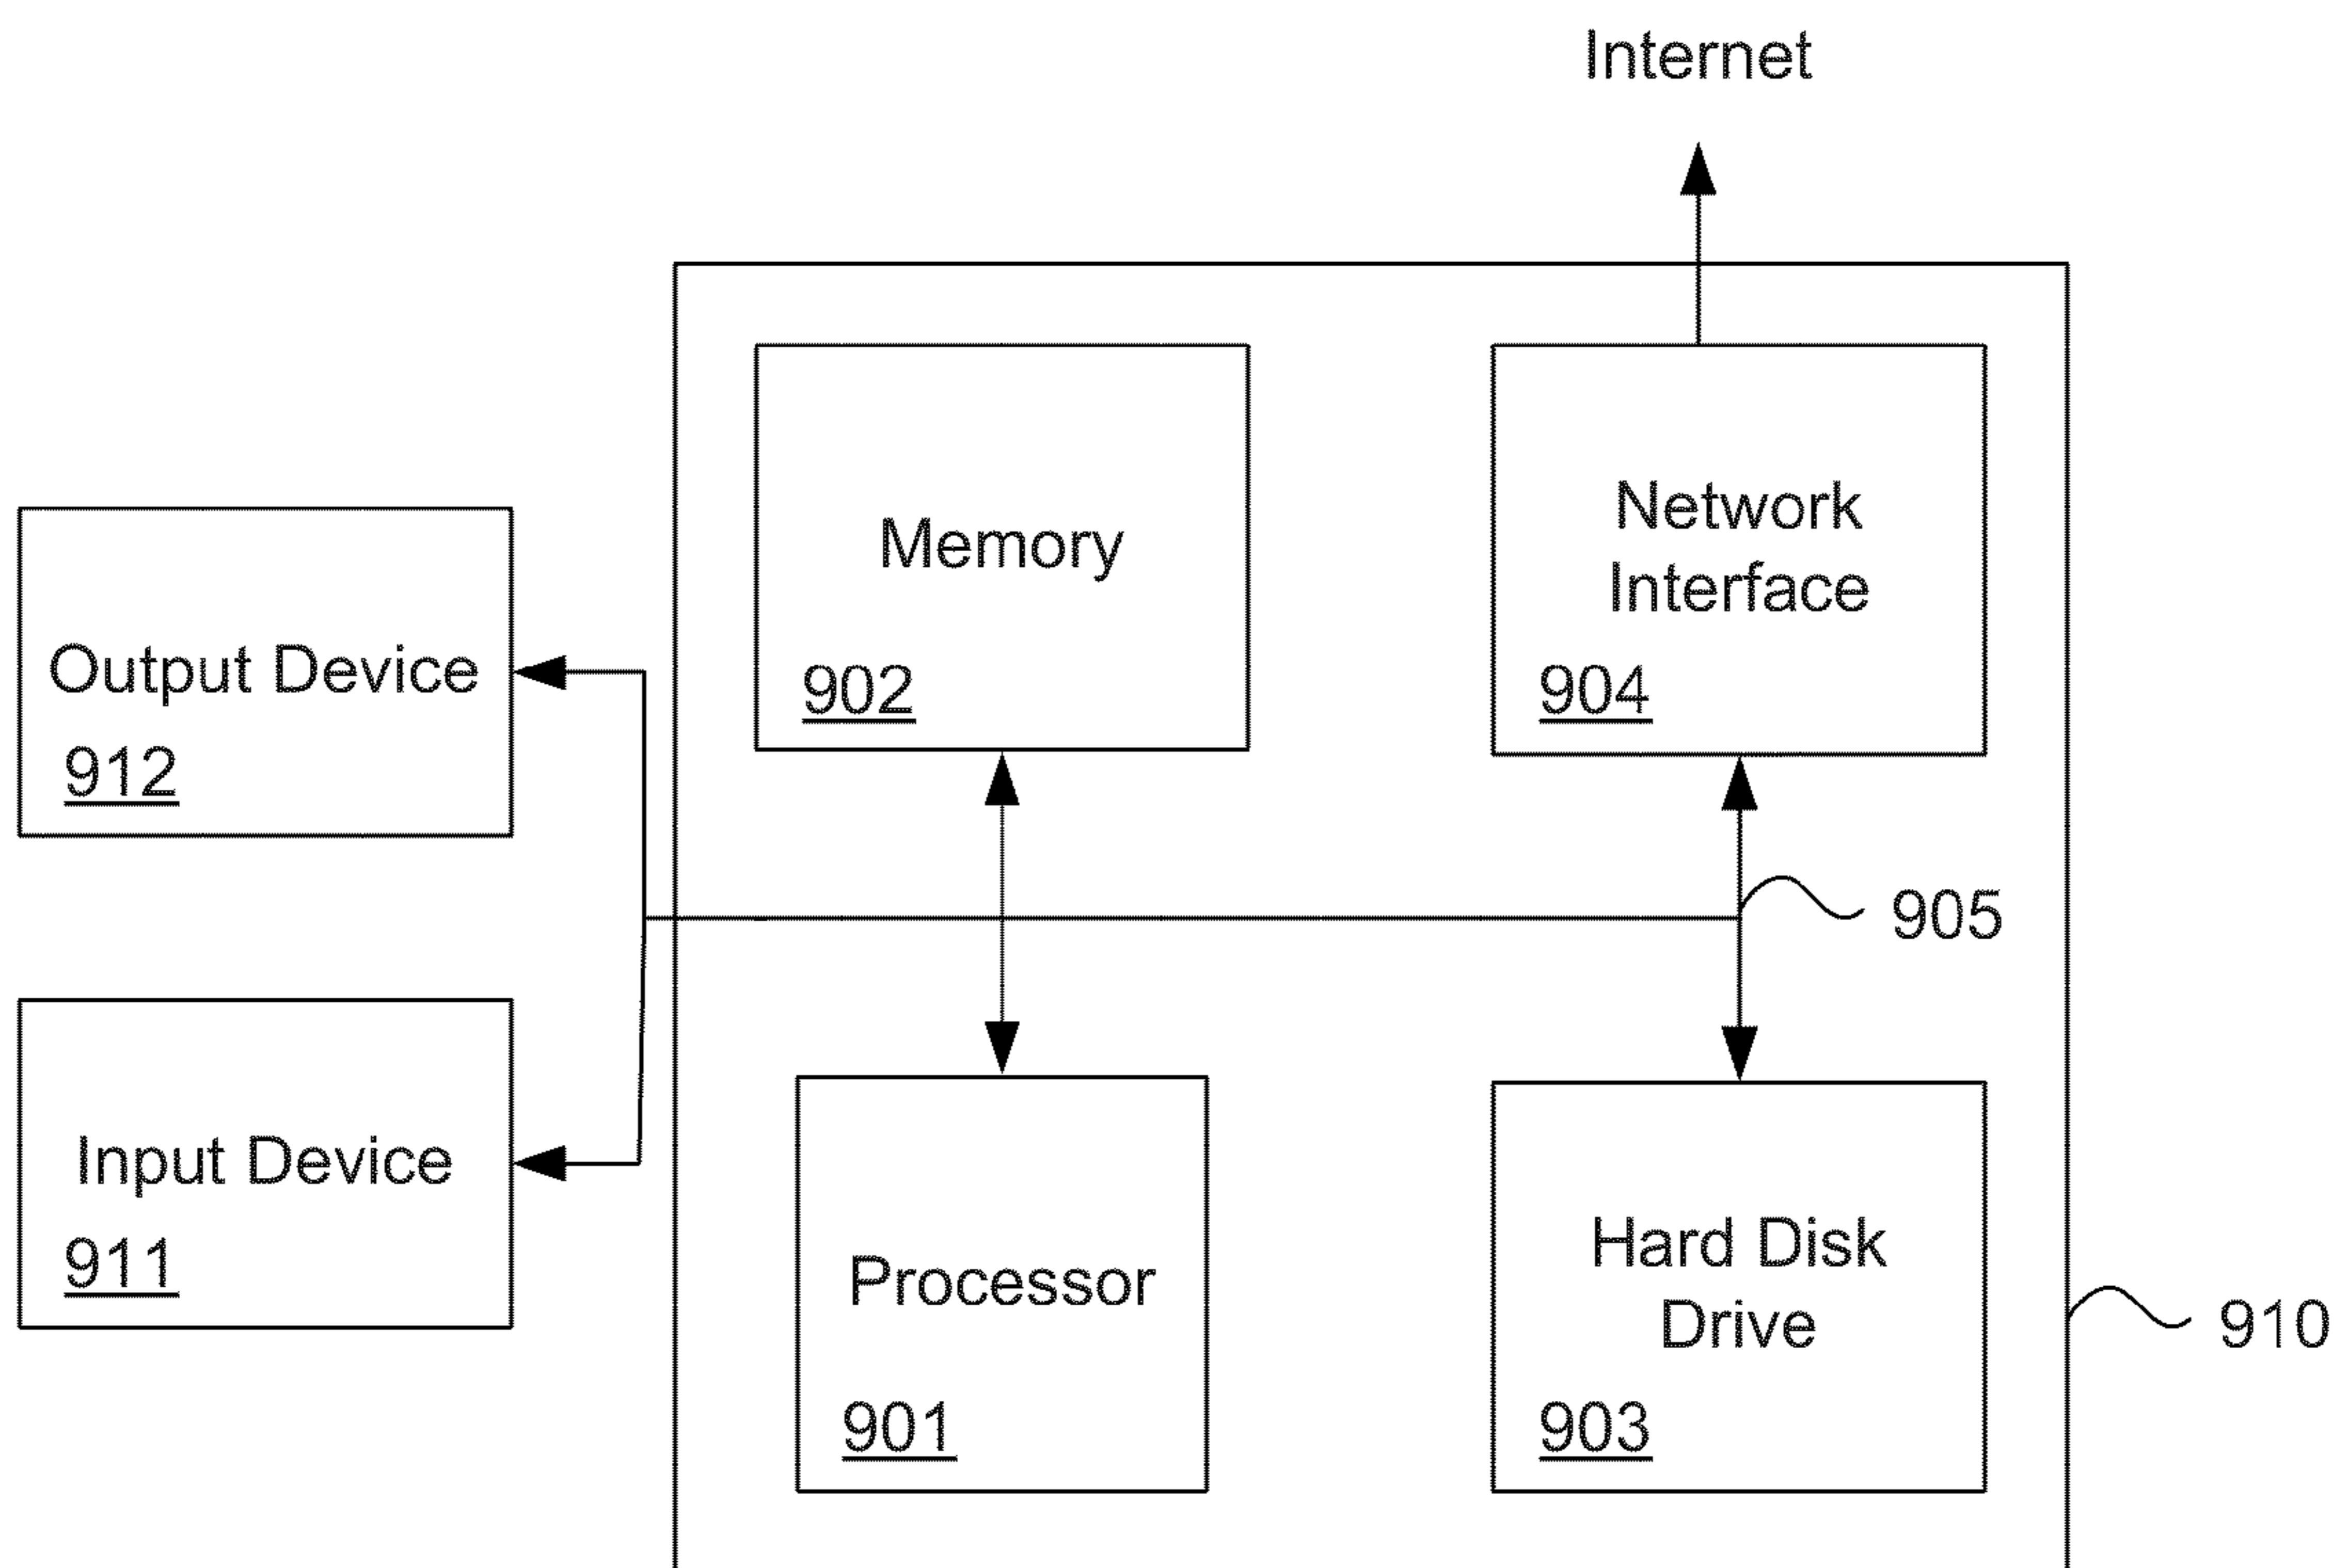 Internet
Memory
902
Network
Interface
904
Output Device
912
905
Input Device
911
Processor
901
Hard Disk
Drive
903
910